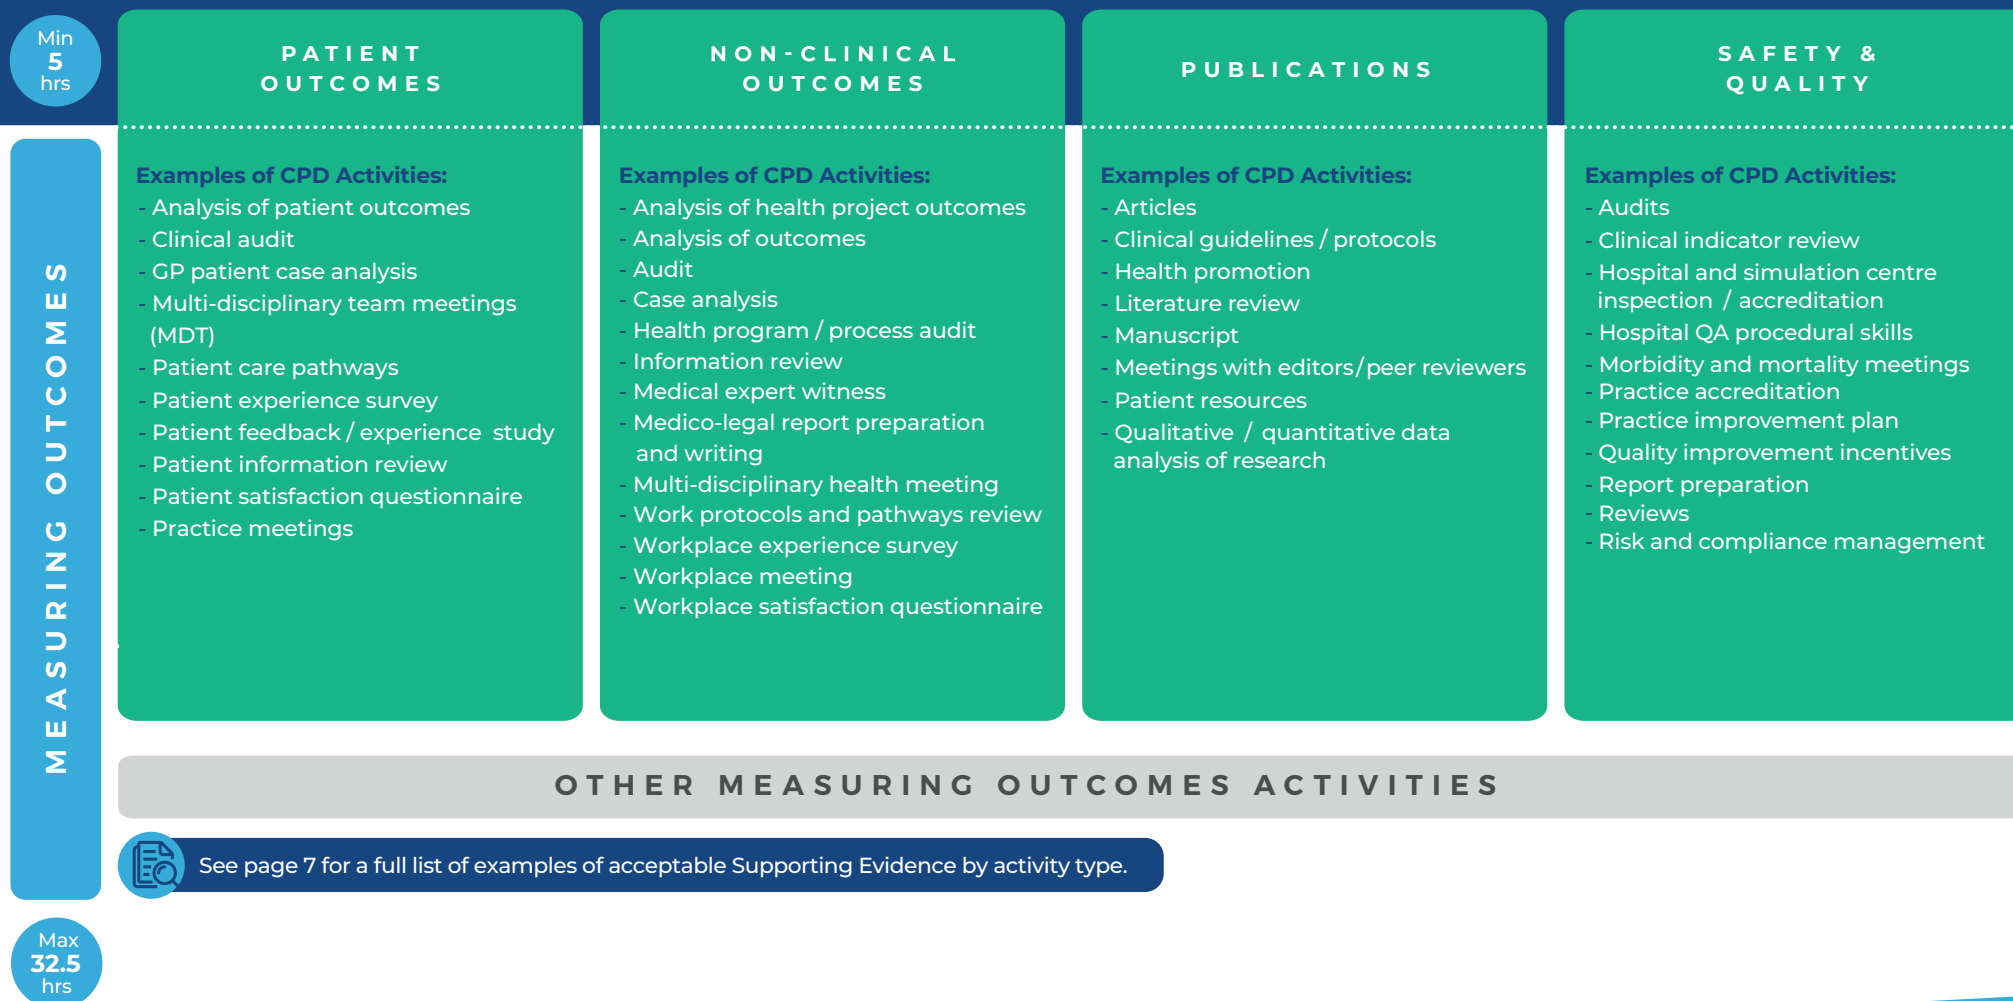 Min
5
hrs
MEASURING OUTCOMES
Max
32.5
hrs
PATIENT
OUTCOMES
Examples of CPD Activities:
- Analysis of patient outcomes
- Clinical audit
- GP patient case analysis
- Multi-disciplinary team meetings
(MDT)
- Patient care pathways
- Patient experience survey
- Patient feedback / experience study
- Patient information review
- Patient satisfaction questionnaire
- Practice meetings
NON-CLINICAL
OUTCOMES
Examples of CPD Activities:
- Analysis of health project outcomes
- Analysis of outcomes
- Audit
- Case analysis
- Health program / process audit
- Information review
- Medical expert witness
- Medico-legal report preparation
and writing
- Multi-disciplinary health meeting
- Work protocols and pathways review
- Workplace experience survey
- Workplace meeting
- Workplace satisfaction questionnaire
PUBLICATIONS
Examples of CPD Activities:
- Articles
- Clinical guidelines / protocols
- Health promotion
- Literature review
- Manuscript
- Meetings with editors/peer reviewers
- Patient resources
- Qualitative / quantitative data
analysis of research
SAFETY &
QUALITY
Examples of CPD Activities:
- Audits
- Clinical indicator review
- Hospital and simulation centre
inspection / accreditation
- Hospital QA procedural skills
- Morbidity and mortality meetings
- Practice accreditation
- Practice improvement plan
- Quality improvement incentives
- Report preparation
- Reviews
- Risk and compliance management
OTHER MEASURING OUTCOMES ACTIVITIES
See page 7 for a full list of examples of acceptable Supporting Evidence by activity type.